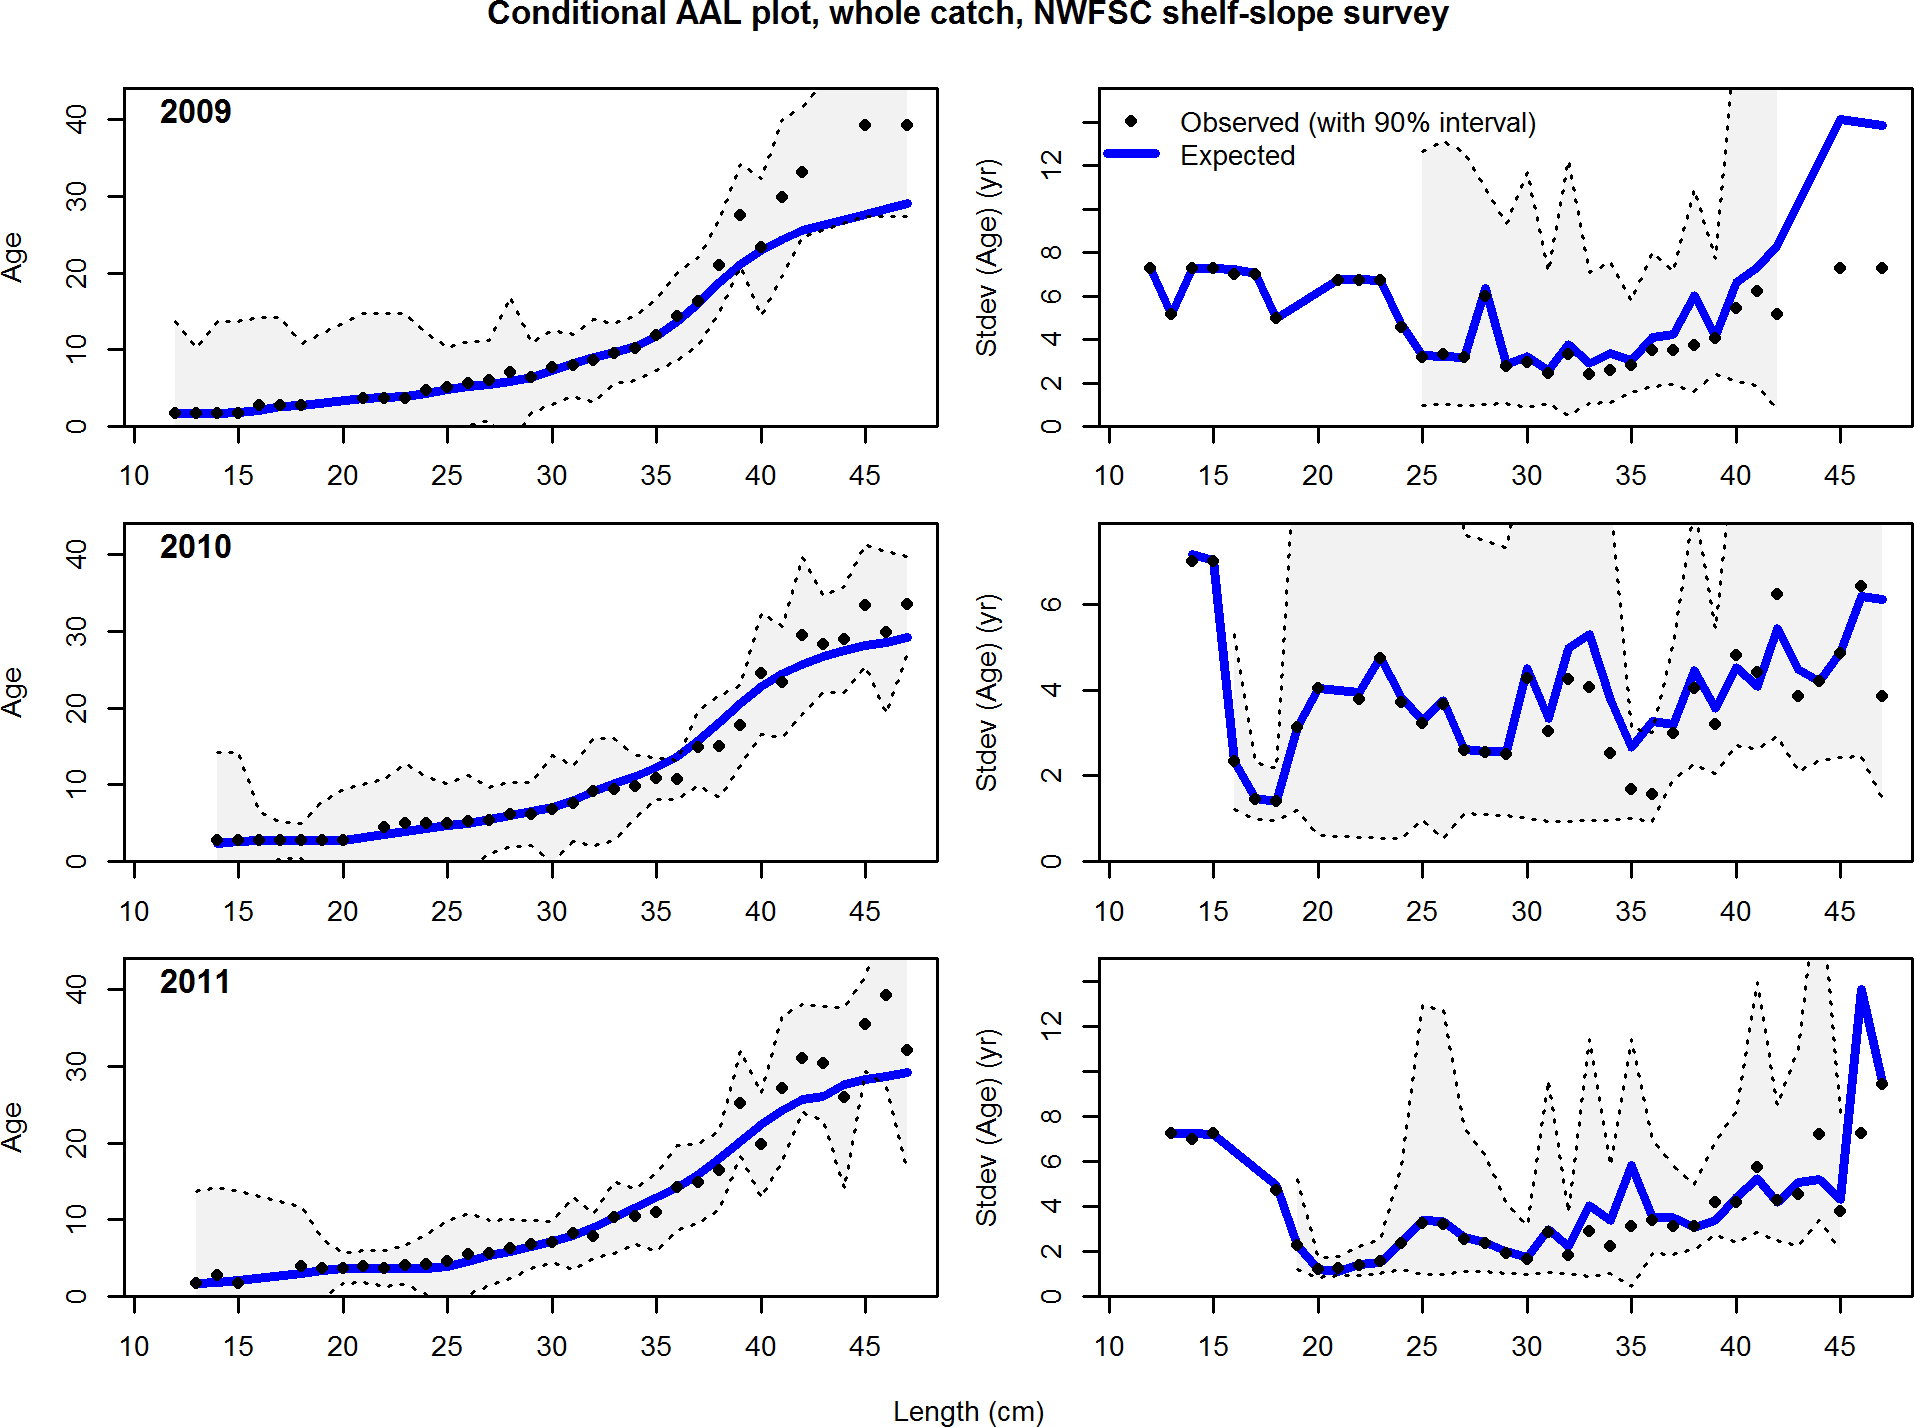 Conditional AAL plot, whole catch, NWFSC shelf-slope survey
2009
Age
0 10 20 30 40
10 15 20 25 30 35 40 45
Observed (with 90% interval)
Expected
Stdev (Age) (yr)
0 2 4 6 8 12
10 15 20 25 30 35 40 45
2010
Age
0 10 20 30 40
10 15 20 25 30 35 40 45
Stdev (Age) (yr)
0 2 4 6
10 15 20 25 30 35 40 45
2011
Age
0 10 20 30 40
10 15 20 25 30 35 40 45
Stdev (Age) (yr)
0 2 4 6 8 12
10 15 20 25 30 35 40 45
Length (cm)